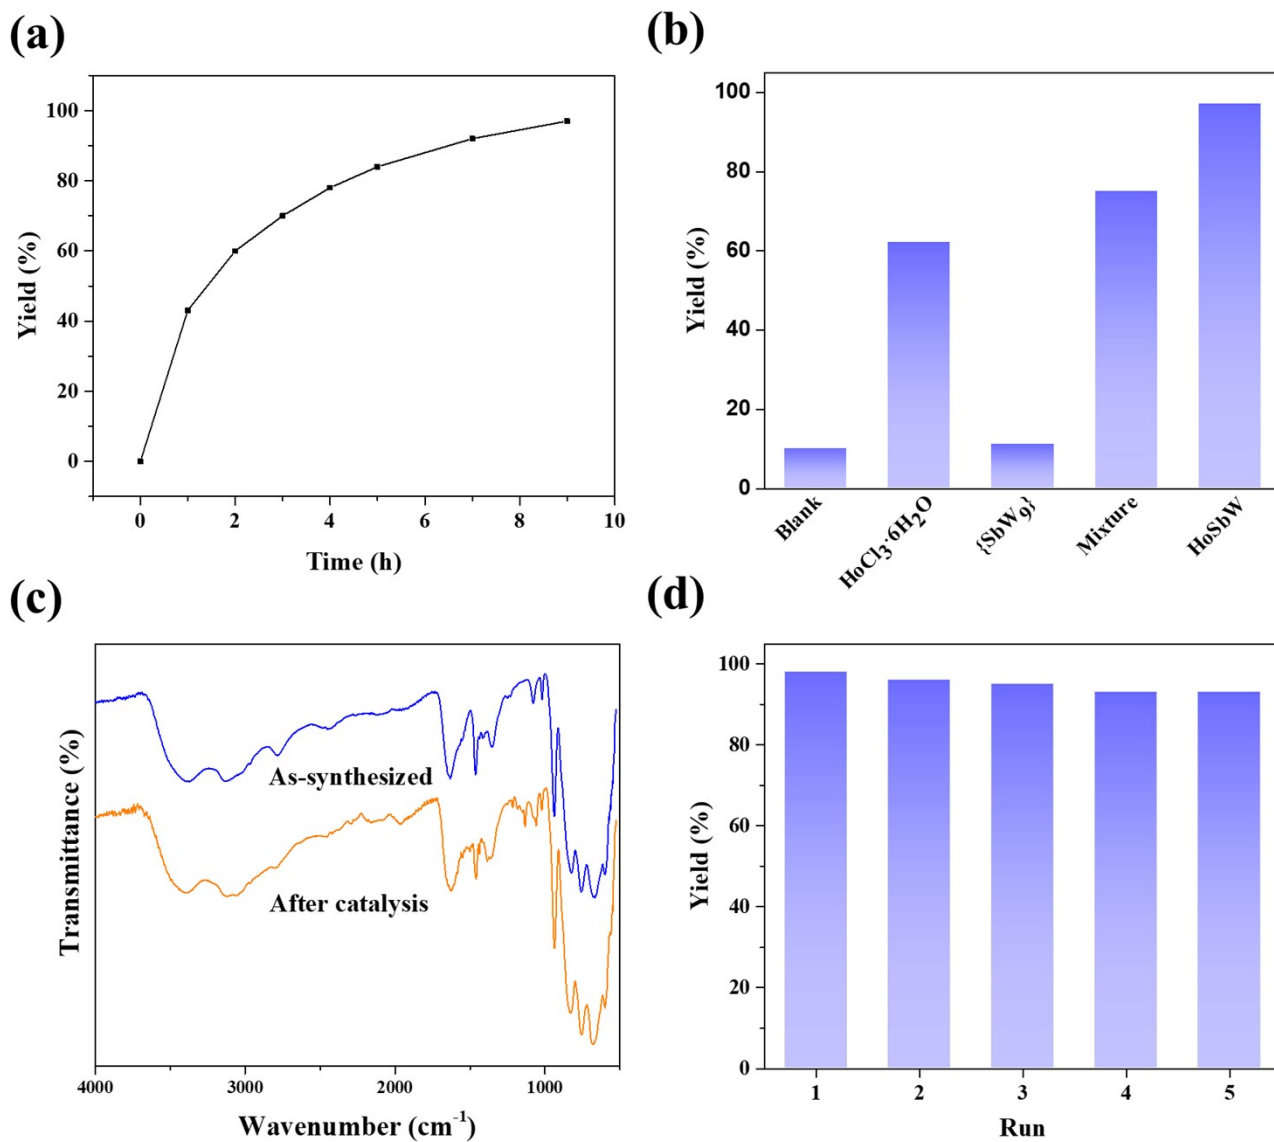 (a)
100
80
60
40
20
0
Yield (%)
0 2 4 6 8 10
Time (h)
(b)
100
80
60
40
20
0
Yield (%)
Blank
HoCl₃·6H₂O
{SbW₉}
Mixture
HoSbW
(c)
Transmittance (%)
As-synthesized
After catalysis
4000 3000 2000 1000
Wavenumber (cm⁻¹)
(d)
100
80
60
40
20
0
Yield (%)
1 2 3 4 5
Run